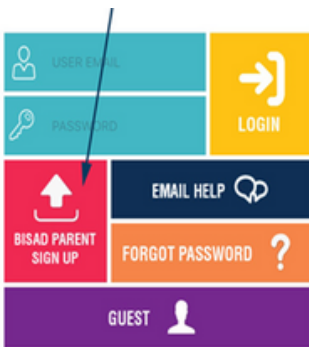 USER EMAIL
PASSWORD
LOGIN
BISAD PARENT
SIGN UP
EMAIL HELP
FORGOT PASSWORD ?
GUEST